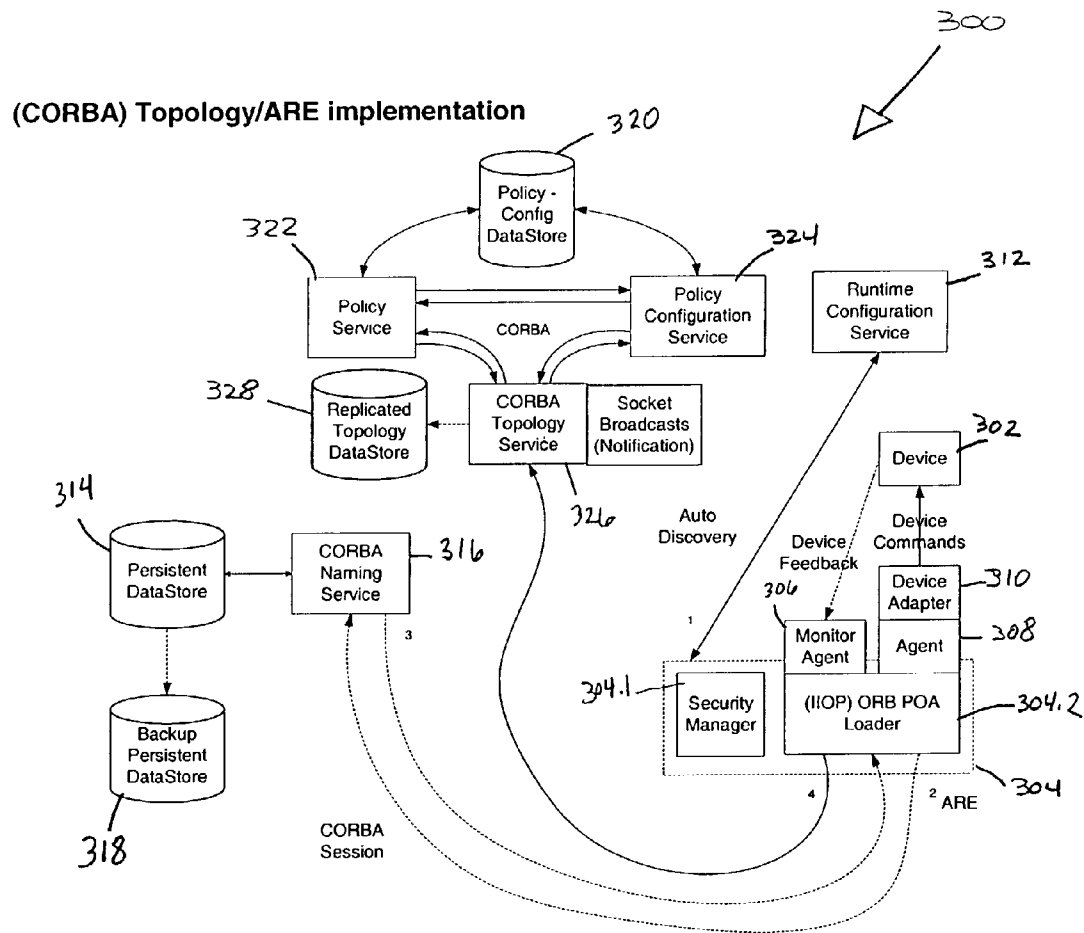 300
(CORBA) Topology/ARE implementation
320
Policy -
Config
DataStore
322
324
312
Policy
Service
Policy
Configuration
Service
Runtime
Configuration
Service
CORBA
328
Replicated
Topology
DataStore
CORBA
Topology
Service
Socket
Broadcasts
(Notification)
302
Device
326
314
Auto
Discovery
Device
Feedback
Device
Commands
316
CORBA
Naming
Service
Persistent
DataStore
310
Device
Adapter
306
308
3
1
Monitor
Agent
Agent
304.1
Security
Manager
(IIOP) ORB POA
Loader
304.2
Backup
Persistent
DataStore
304
4
2
ARE
318
CORBA
Session